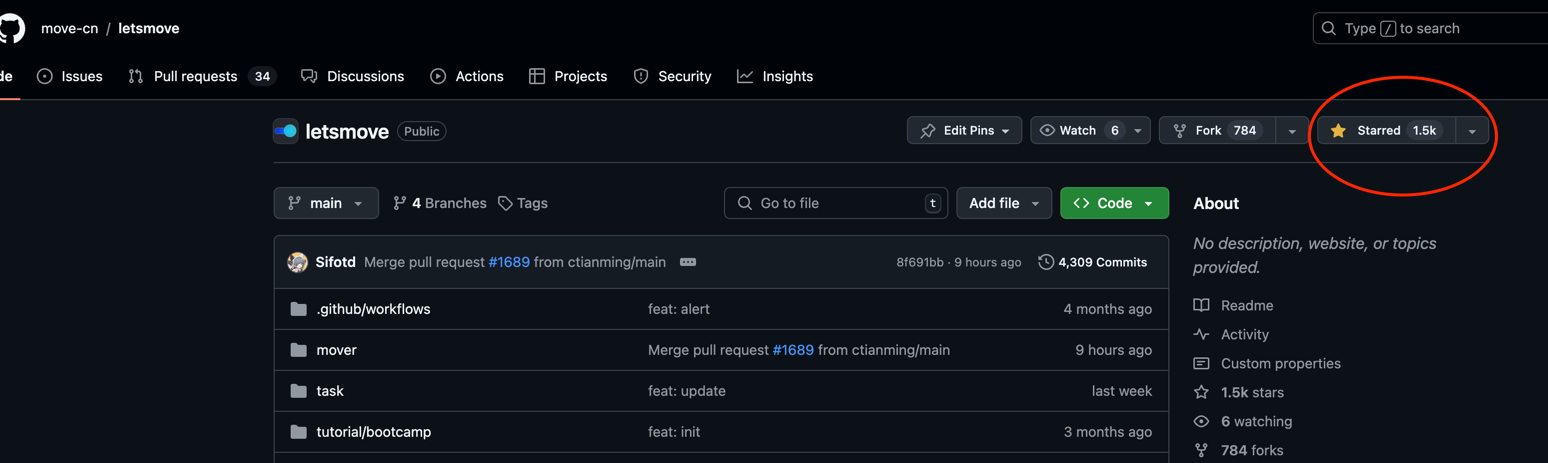 move-cn / letsmove
Type / to search
de Issues Pull requests 34 Discussions Actions Projects Security Insights
letsmove Public
Edit Pins Watch 6 Fork 784 Starred 1.5k
main 4 Branches Tags Go to file t Add file <> Code
About
No description, website, or topics
provided.
Sifotd Merge pull request #1689 from ctianming/main 8f691bb · 9 hours ago 4,309 Commits
.github/workflows feat: alert 4 months ago
mover Merge pull request #1689 from ctianming/main 9 hours ago
task feat: update last week
tutorial/bootcamp feat: init 3 months ago
Readme
Activity
Custom properties
1.5k stars
6 watching
784 forks